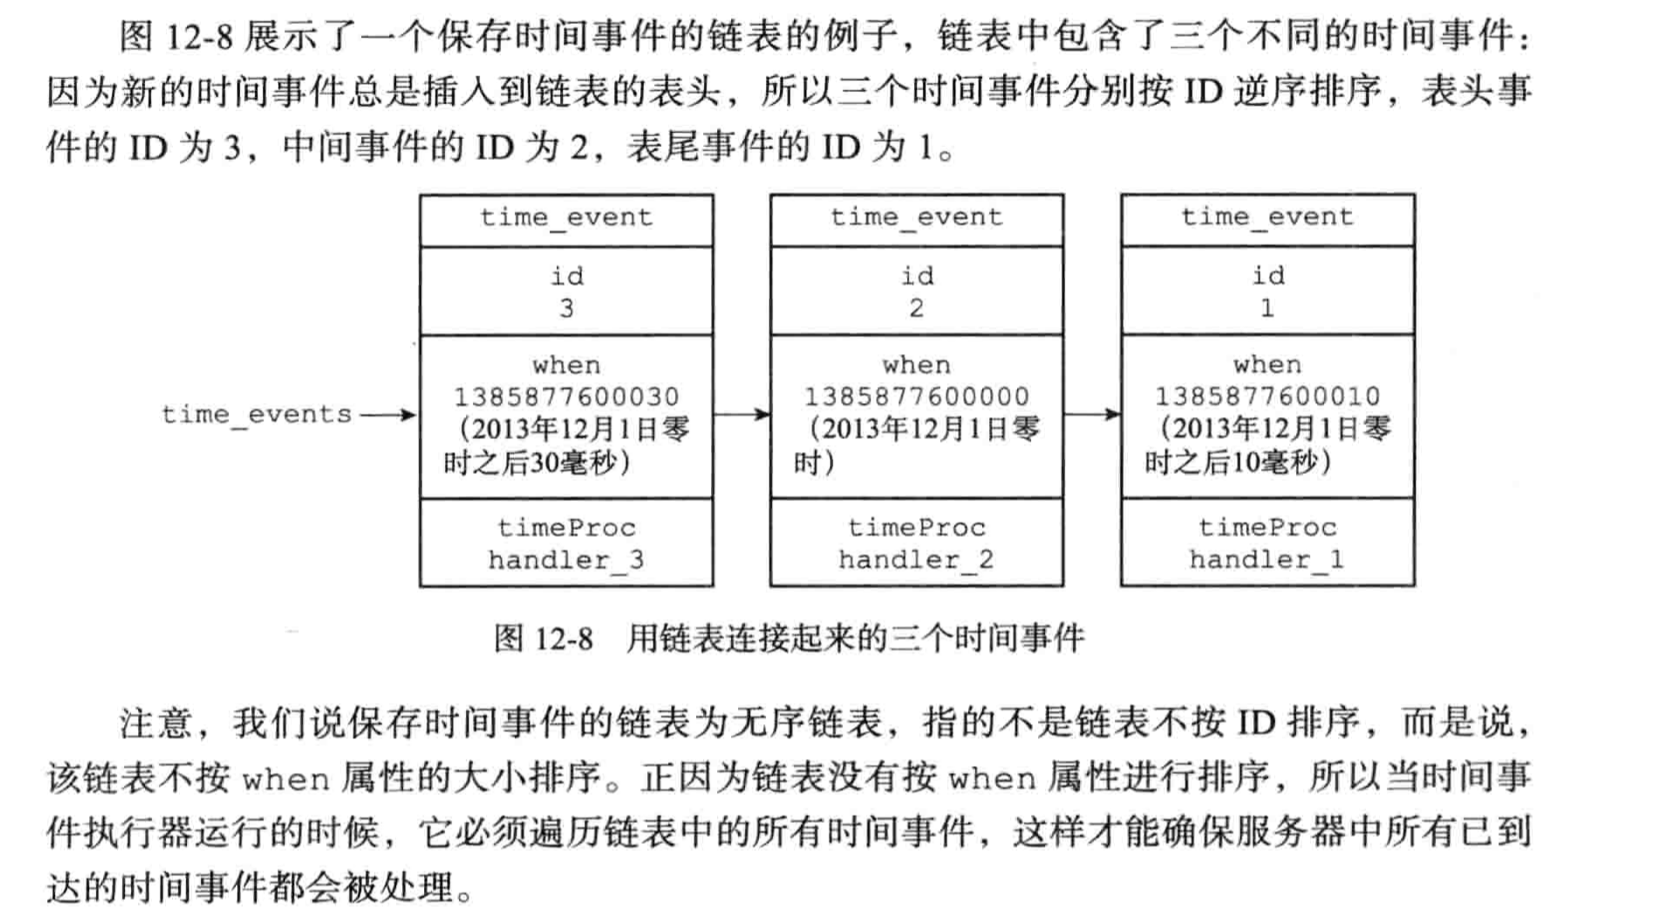 图 12-8 展示了一个保存时间事件的链表的例子，链表中包含了三个不同的时间事件：
因为新的时间事件总是插入到链表的表头，所以三个时间事件分别按 ID 逆序排序，表头事
件的 ID 为 3，中间事件的 ID 为 2，表尾事件的 ID 为 1。
time_events
time_event
id
3
when
1385877600030
（2013年12月1日零
时之后30毫秒）
timeProc
handler_3
time_event
id
2
when
1385877600000
（2013年12月1日零
时）
timeProc
handler_2
time_event
id
1
when
1385877600010
（2013年12月1日零
时之后10毫秒）
timeProc
handler_1
图 12-8 用链表连接起来的三个时间事件
注意，我们说保存时间事件的链表为无序链表，指的不是链表不按 ID 排序，而是说，
该链表不按 when 属性的大小排序。正因为链表没有按 when 属性进行排序，所以当时间事
件执行器运行的时候，它必须遍历链表中的所有时间事件，这样才能确保服务器中所有已到
达的时间事件都会被处理。